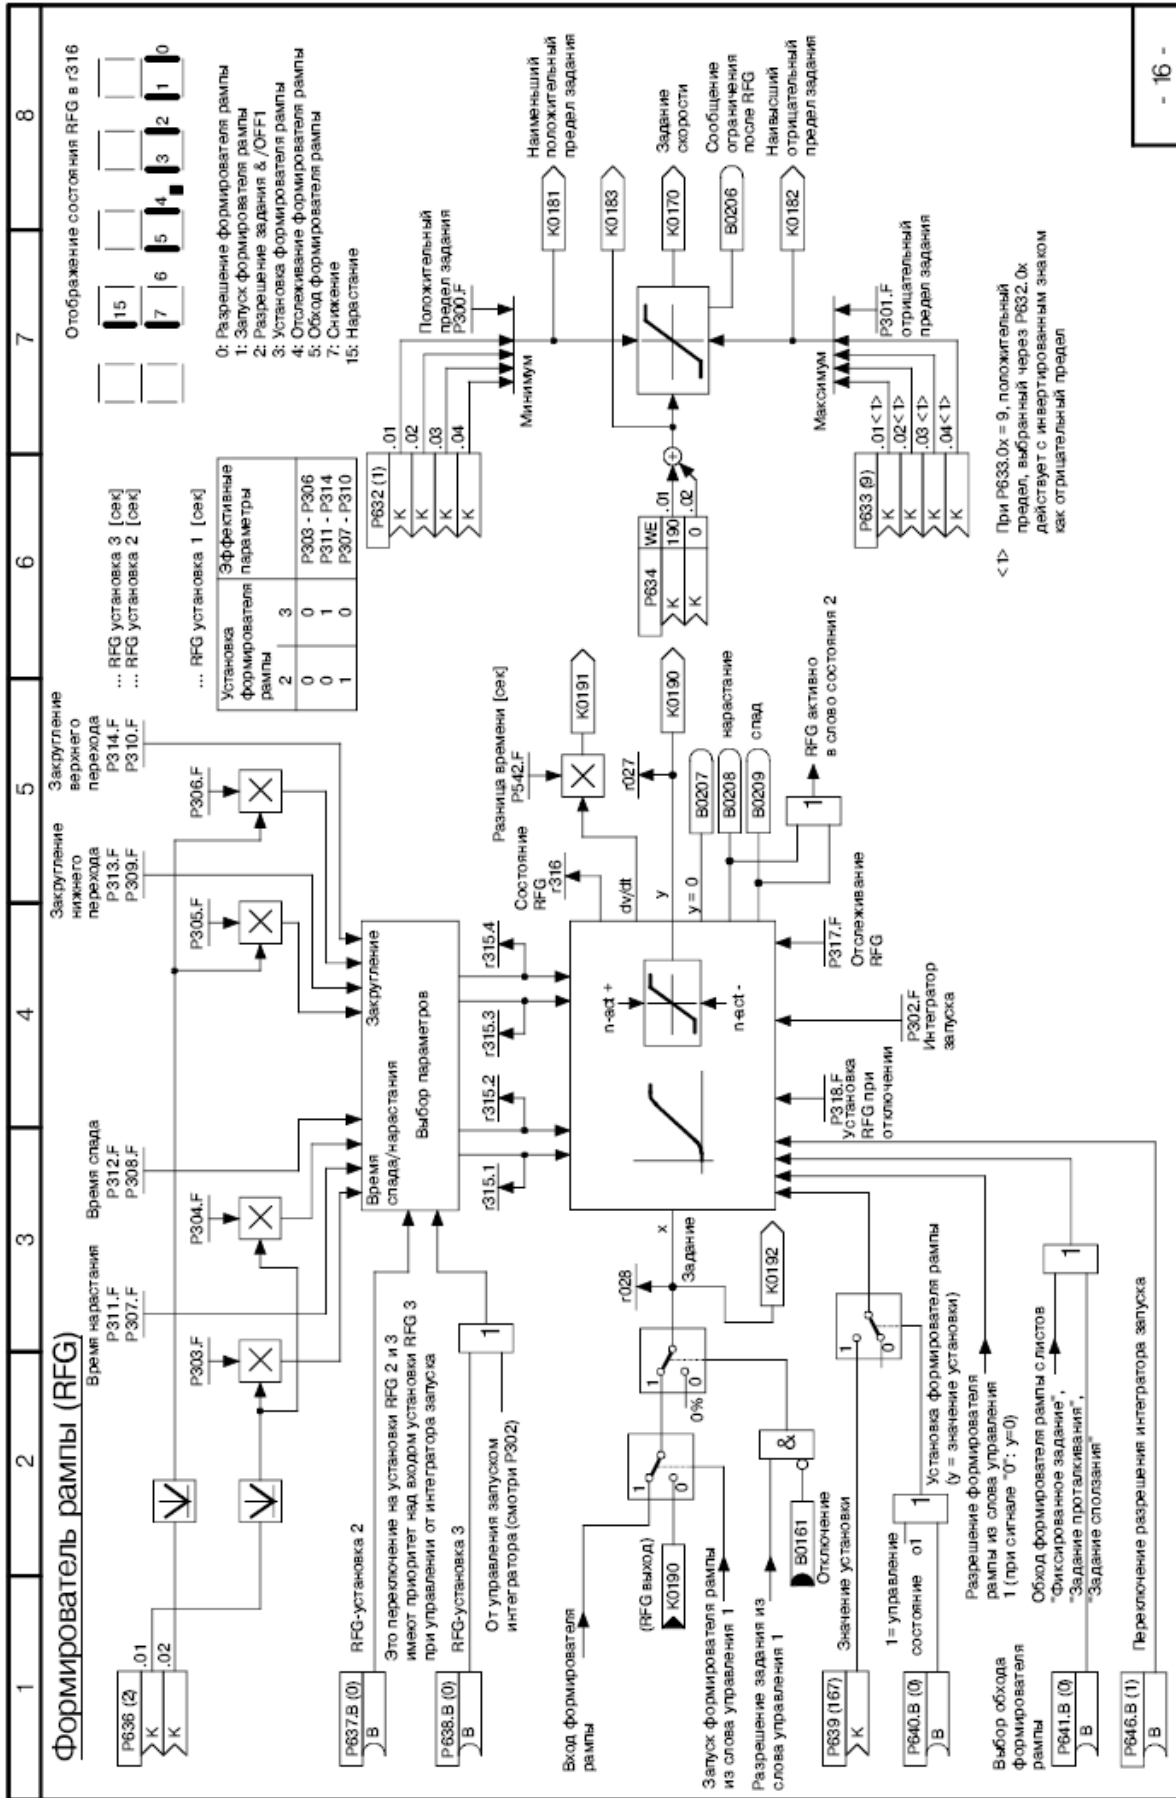 1
2
3
4
5
6
7
8
Формирователь рампы (RFG)
Отображение состояния RFG в r316
15
7
6
5
4
3
2
1
0
0: Разрешение формирователя рампы
1: Запуск формирователя рампы
2: Разрешение задания & /OFF1
3: Установка формирователя рампы
4: Отслеживание формирователя рампы
5: Обход формирователя рампы
7: Снижение
15: Нарастание
P636 (2)
K
.01
K
.02
Время нарастания
P311.F
P307.F
P303.F
Время спада
P312.F
P308.F
P304.F
Закругление
нижнего
перехода
P313.F
P309.F
P305.F
Закругление
верхнего
перехода
P314.F
P310.F
P306.F
... RFG установка 3 [сек]
... RFG установка 2 [сек]
... RFG установка 1 [сек]
Установка
формирователя
рампы
Эффективные
параметры
2
3
0
0
P303 - P306
0
1
P311 - P314
1
0
P307 - P310
P637.B (0)
B
RFG-установка 2
Это переключение на установки RFG 2 и 3
имеют приоритет над входом установки RFG 3
при управлении от интегратора запуска
P638.B (0)
B
RFG-установка 3
От управления запуском
интегратора (смотри P302)
1
Время
спада/нарастания
Закругление
Выбор параметров
r315.1
r315.2
r315.3
r315.4
Вход формирователя
рампы
(RFG выход)
K0190
1
0
1
0
0%
Запуск формирователя рампы
из слова управления 1
Разрешение задания из
слова управления 1
&
B0161
Отключение
r028
x
Задание
K0192
n-act +
n-act -
Состояние
RFG
r316
Разница времени [сек]
P542.F
K0191
dv/dt
r027
y
K0190
y = 0
B0207
B0208
нарастание
B0209
спад
1
RFG активно
в слово состояния 2
P317.F
Отслеживание
RFG
P302.F
Интегратор
запуска
P318.F
Установка
RFG при
отключении
P639 (167)
K
Значение установки
1
0
P640.B (0)
B
1= управление
состояние o1
1
Установка формирователя рампы
(y = значение установки)
Разрешение формирователя
рампы из слова управления
1 (при сигнале "0": y=0)
Выбор обхода
формирователя
рампы
P641.B (0)
B
Обход формирователя рампы с листов
"Фиксированное задание",
"Задание проталкивания",
"Задание сползания"
1
P646.B (1)
B
Переключение разрешения интегратора запуска
P632 (1)
K
.01
K
.02
K
.03
K
.04
Положительный
предел задания
P300.F
Минимум
P634
WE
K
190
.01
K
0
.02
+
K0181
Наименьший
положительный
предел задания
K0183
K0170
Задание
скорости
B0206
Сообщение
ограничения
после RFG
K0182
Наивысший
отрицательный
предел задания
Максимум
P301.F
отрицательный
предел задания
P633 (9)
K
.01<1>
K
.02<1>
K
.03 <1>
K
.04<1>
<1> При P633.0x = 9, положительный
предел, выбранный через P632.0x
действует с инвертированным знаком
как отрицательный предел
- 16 -